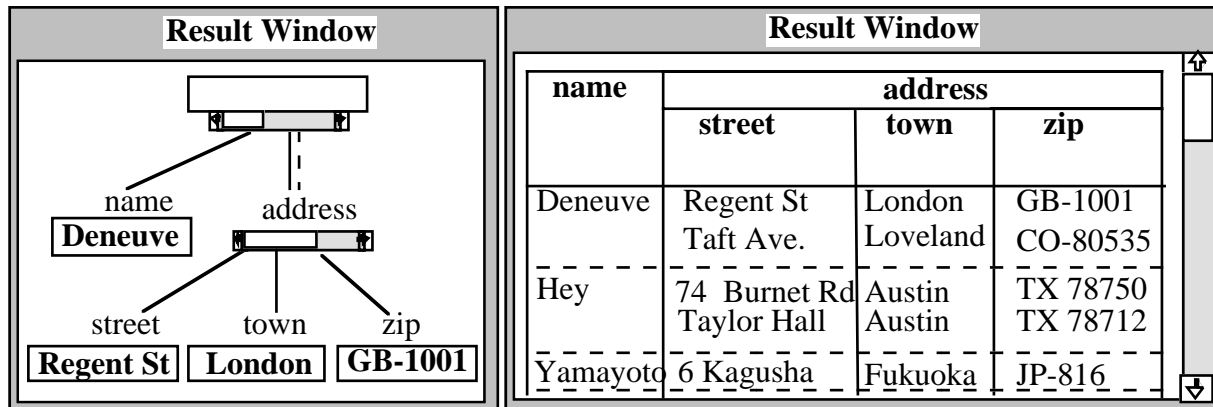 Result Window
name
address
Deneuve
street town zip
Regent St London GB-1001
Result Window
name address
street town zip
Deneuve Regent St London GB-1001
Taft Ave. Loveland CO-80535
Hey 74 Burnet Rd Austin TX 78750
Taylor Hall Austin TX 78712
Yamayoto 6 Kagusha Fukuoka JP-816